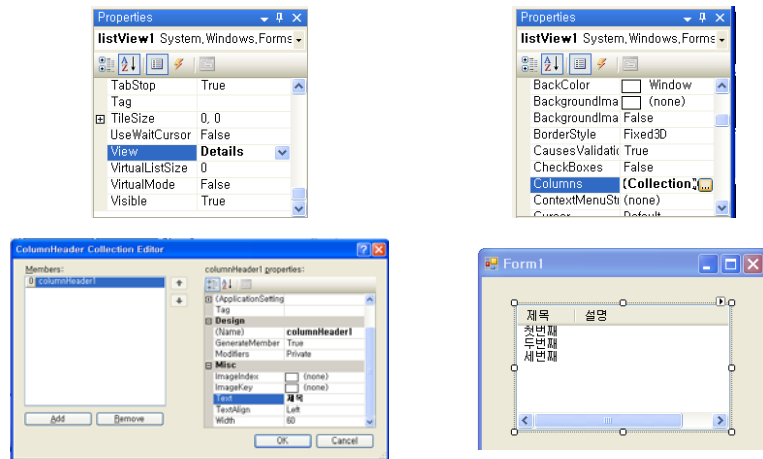 Properties
listView1 System,Windows,Forms
TabStop True
Tag
TileSize 0, 0
UseWaitCursor False
View Details
VirtualListSize 0
VirtualMode False
Visible True
Properties
listView1 System,Windows,Forms
BackColor Window
BackgroundIma (none)
BackgroundIma False
BorderStyle Fixed3D
CausesValidatic True
CheckBoxes False
Columns (Collection)
ContextMenuSti (none)
Cursor Default
ColumnHeader Collection Editor
Members:
0 columnHeader1
Add Remove
columnHeader1 properties:
(ApplicationSetting
Tag
Design
(Name) columnHeader1
GenerateMember True
Modifiers Private
Misc
ImageIndex (none)
ImageKey (none)
Text 제목
TextAlign Left
Width 60
OK Cancel
Form1
제목 설명
첫번째
두번째
세번째